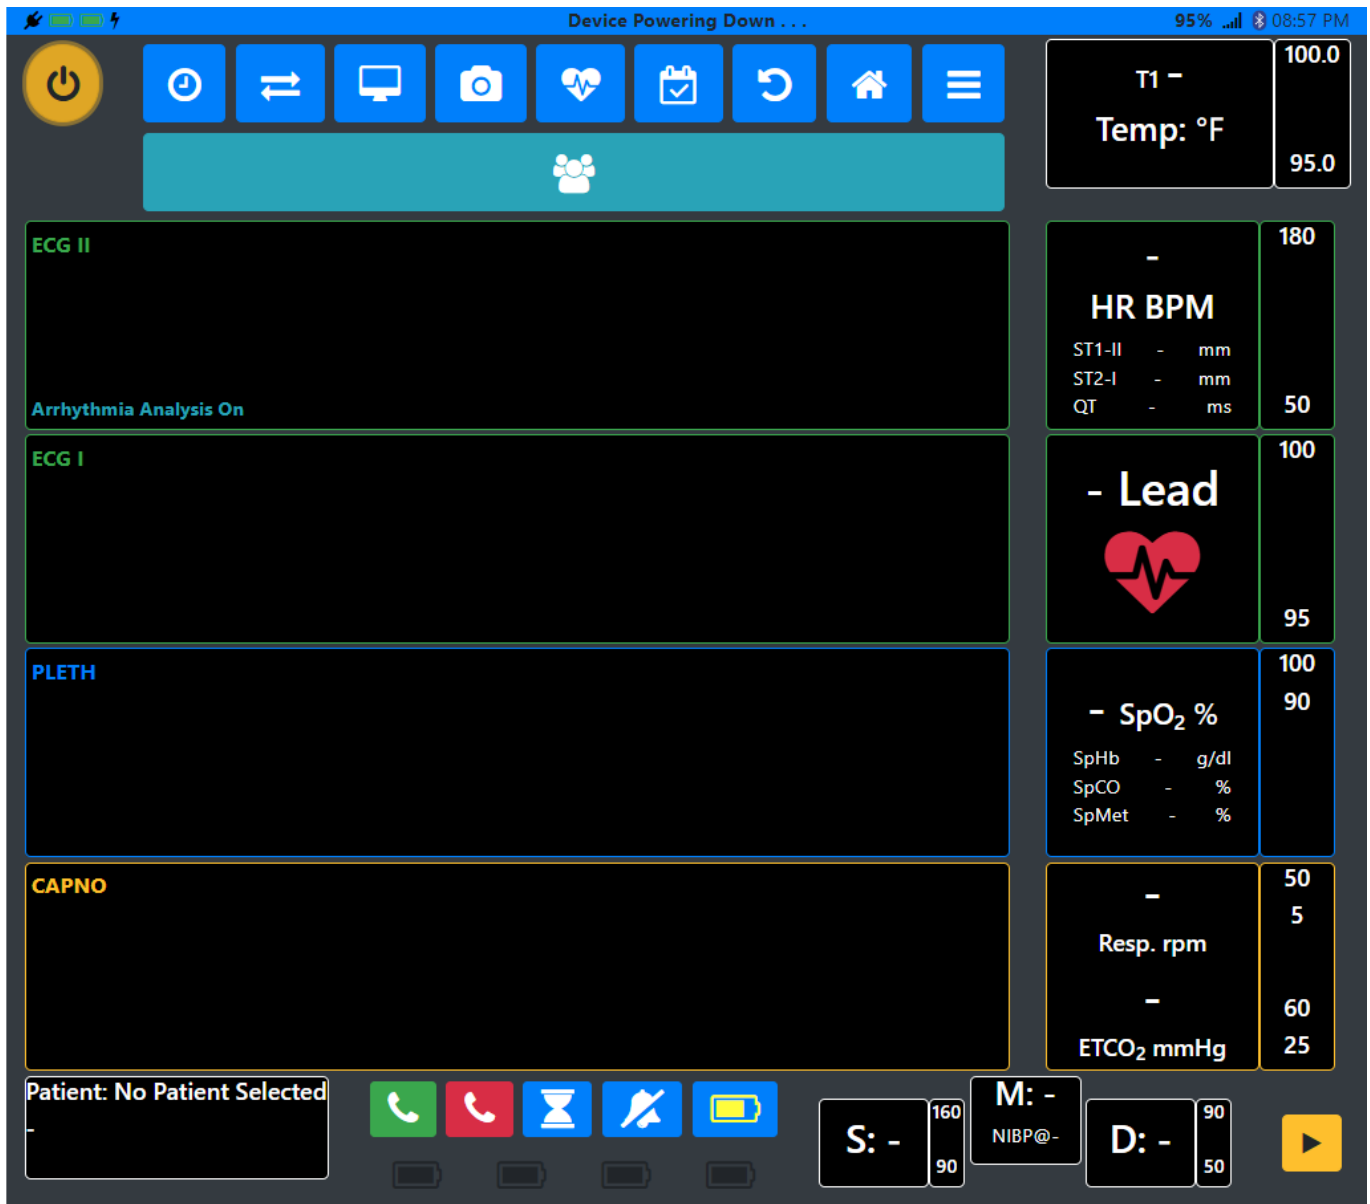 Device Powering Down . . .
95%
08:57 PM
T1 -
Temp: °F
100.0
95.0
ECG II
Arrhythmia Analysis On
-
HR BPM
ST1-II - mm
ST2-I - mm
QT - ms
180
50
ECG I
- Lead
100
95
PLETH
- SpO₂ %
SpHb - g/dl
SpCO - %
SpMet - %
100
90
CAPNO
-
Resp. rpm
-
ETCO₂ mmHg
50
5
60
25
Patient: No Patient Selected
-
S: -
160
90
M: -
NIBP@-
D: -
90
50